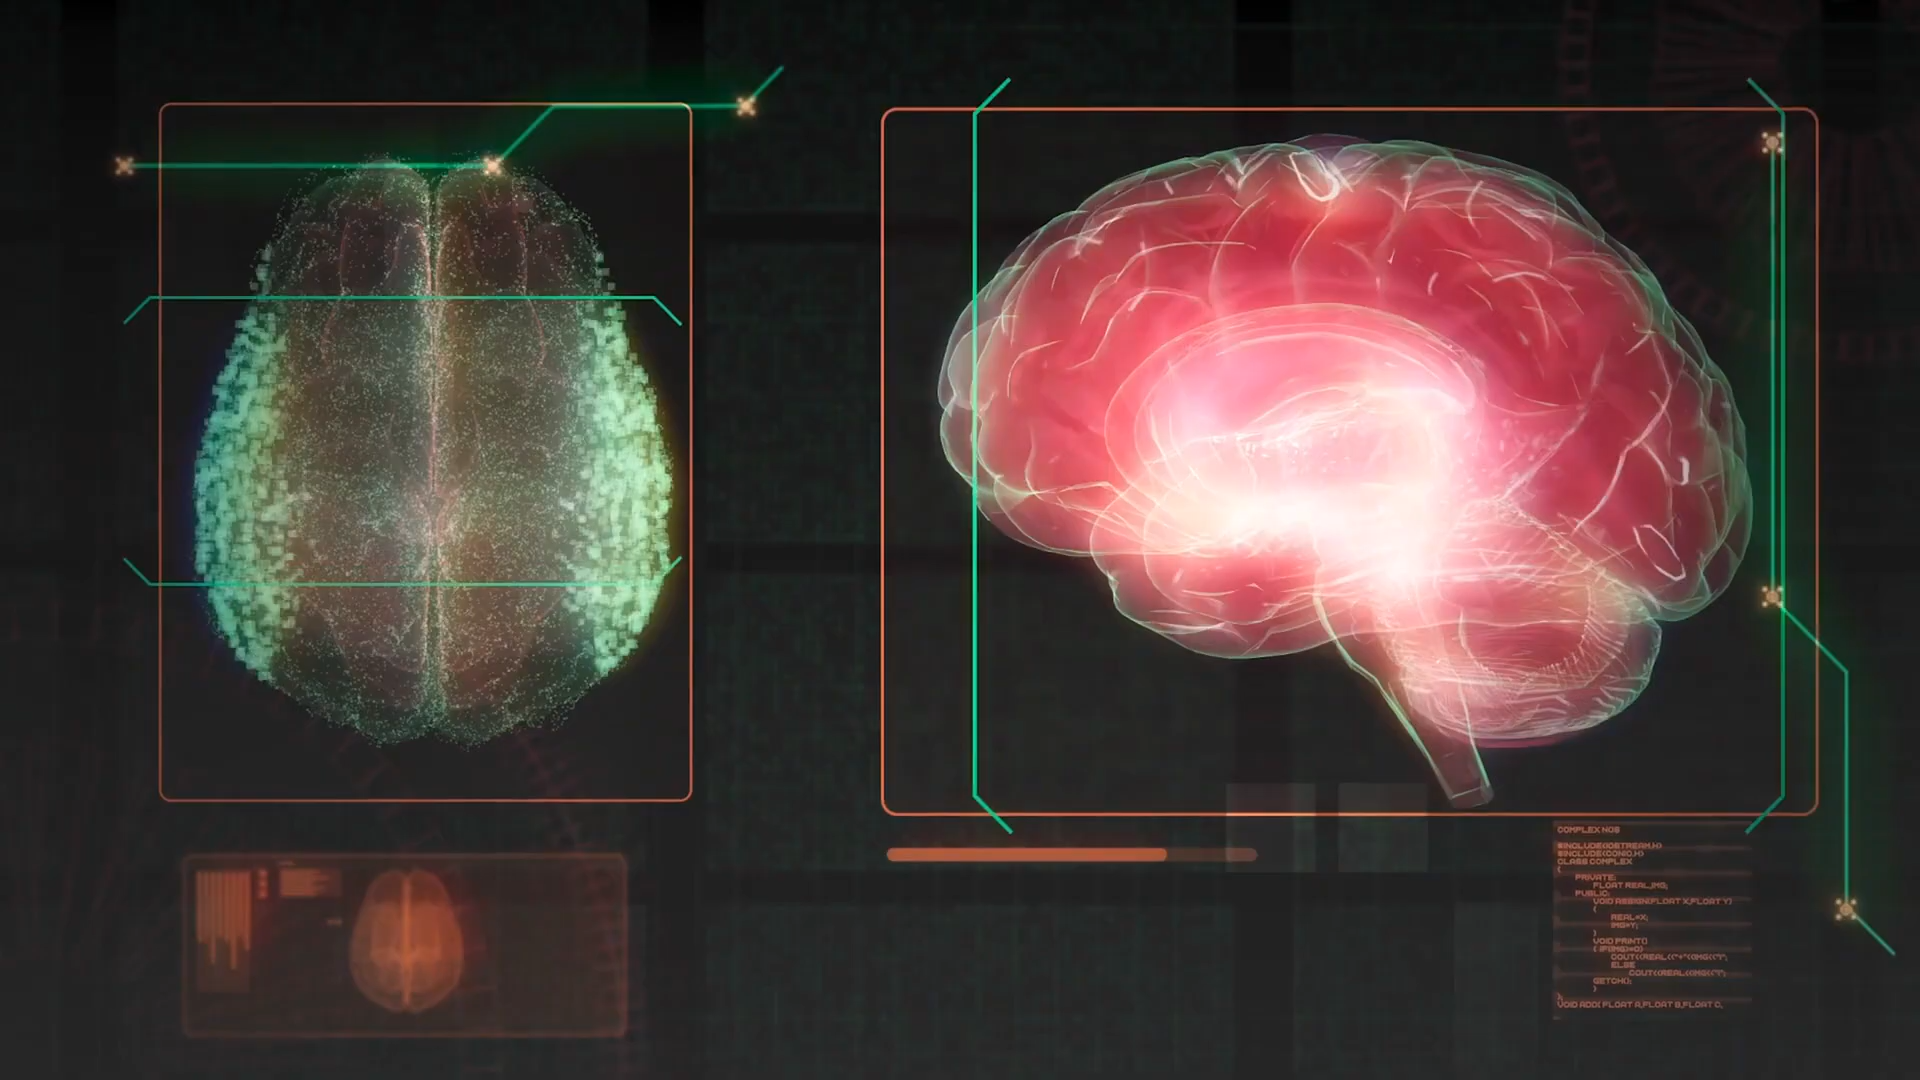 COMPLEX NOS
#INCLUDE<IOSTREAM.H>
#INCLUDE<CONIO.H>
CLASS COMPLEX
{
PRIVATE:
FLOAT REAL,IMG;
PUBLIC:
VOID ASSIGN(FLOAT X,FLOAT Y)
{
REAL=X;
IMG=Y;
}
VOID PRINT()
ELSE
GETCH();
}
};
VOID ADD( FLOAT A,FLOAT B,FLOAT C,